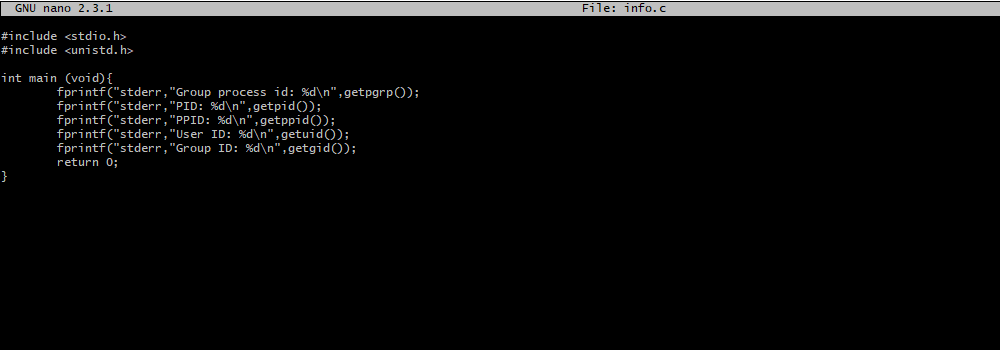 GNU nano 2.3.1 File: info.c
#include <stdio.h>
#include <unistd.h>
int main (void){
fprintf("stderr,"Group process id: %d\n",getpgrp());
fprintf("stderr,"PID: %d\n",getpid());
fprintf("stderr,"PPID: %d\n",getppid());
fprintf("stderr,"User ID: %d\n",getuid());
fprintf("stderr,"Group ID: %d\n",getgid());
return 0;
}